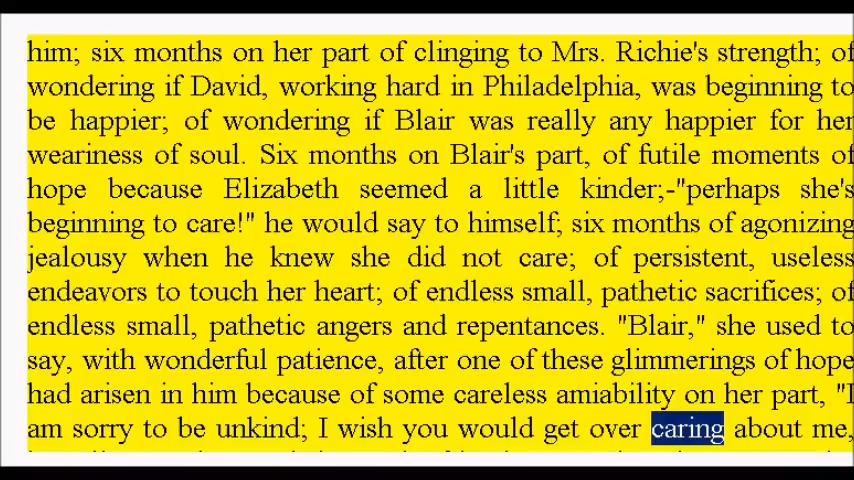 him; six months on her part of clinging to Mrs. Richie's strength; of
wondering if David, working hard in Philadelphia, was beginning to
be happier; of wondering if Blair was really any happier for her
weariness of soul. Six months on Blair's part, of futile moments of
hope because Elizabeth seemed a little kinder;-"perhaps she's
beginning to care!" he would say to himself; six months of agonizing
jealousy when he knew she did not care; of persistent, useless
endeavors to touch her heart; of endless small, pathetic sacrifices; of
endless small, pathetic angers and repentances. "Blair," she used to
say, with wonderful patience, after one of these glimmerings of hope
had arisen in him because of some careless amiability on her part, "I
am sorry to be unkind; I wish you would get over caring about me,